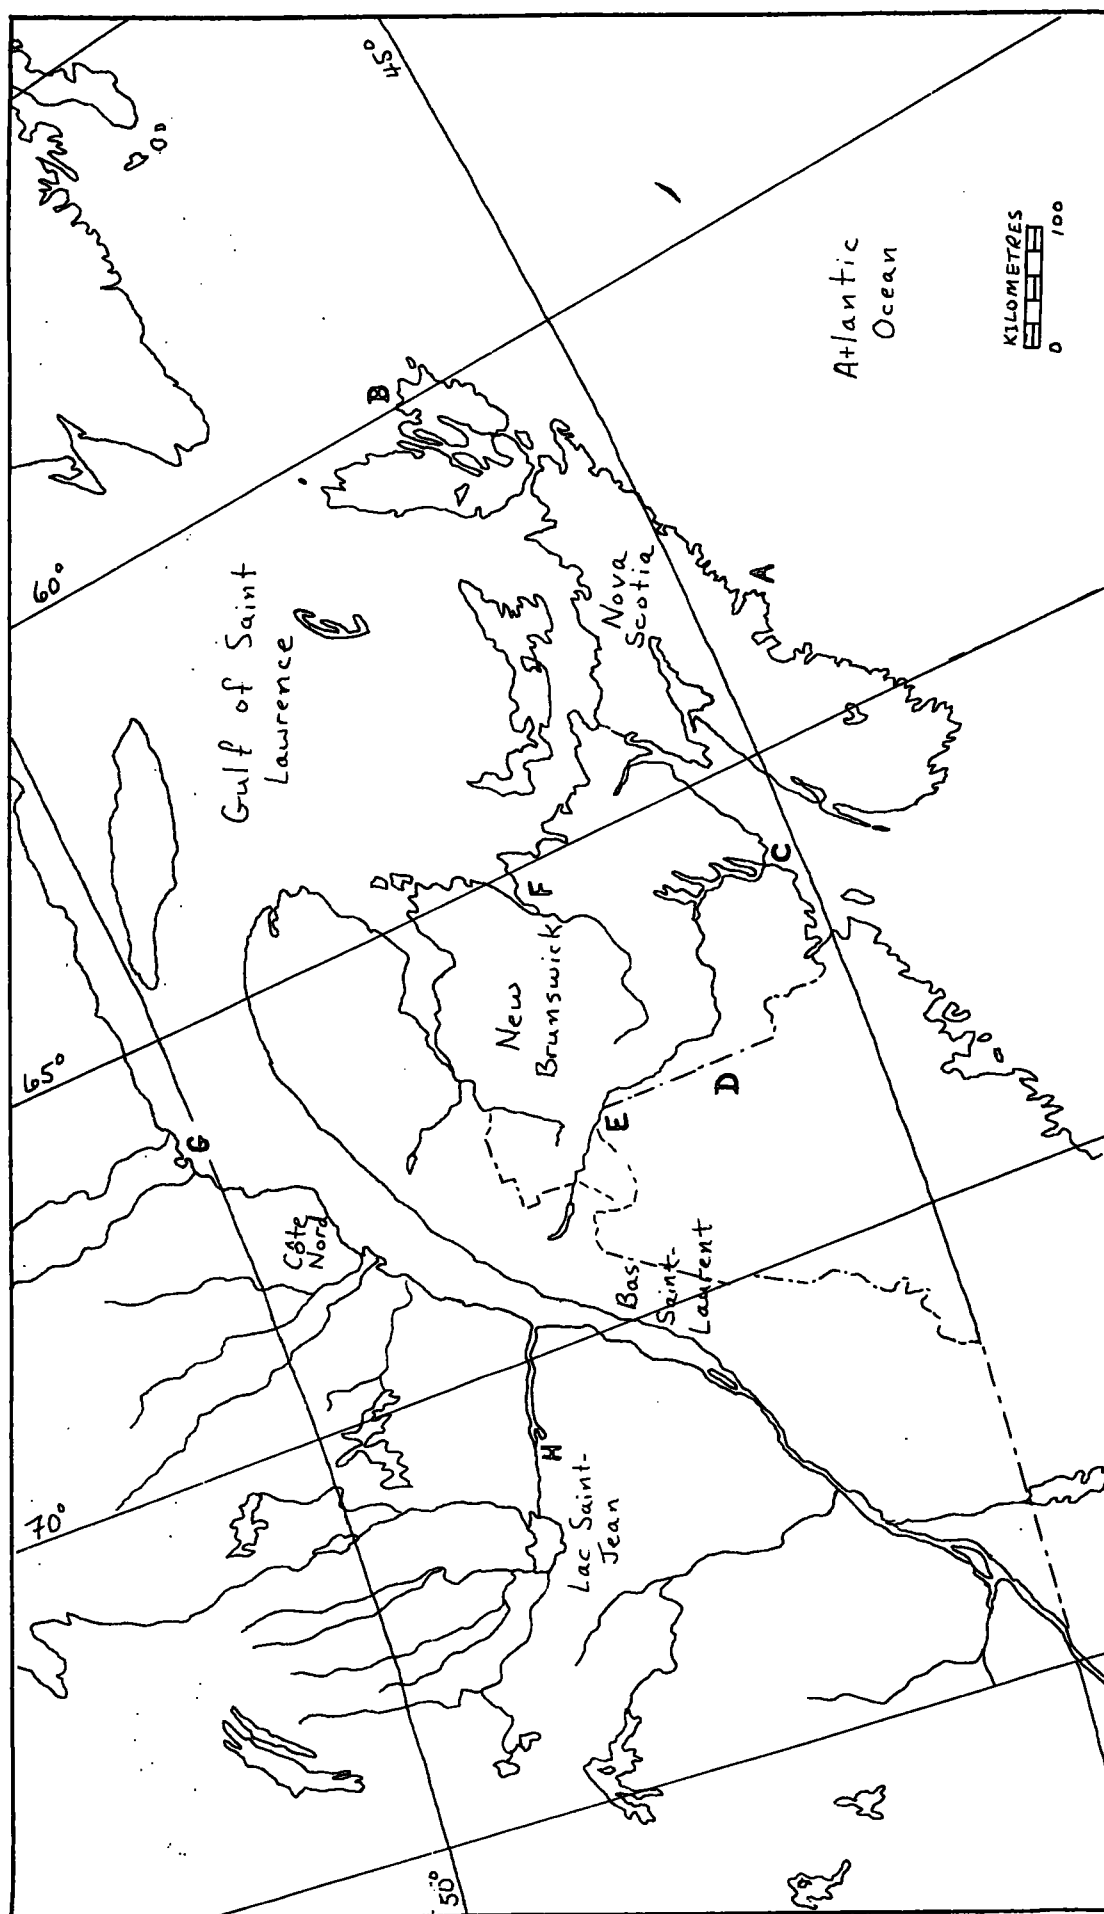 60°
65°
70°
50°
45°
Gulf of Saint
Lawrence
Côte
Nord
New
Brunswick
Nova
Scotia
Bas
Saint-
Laurent
Lac Saint-
Jean
Atlantic
Ocean
A
B
C
D
E
F
G
H
KILOMETRES
0 100